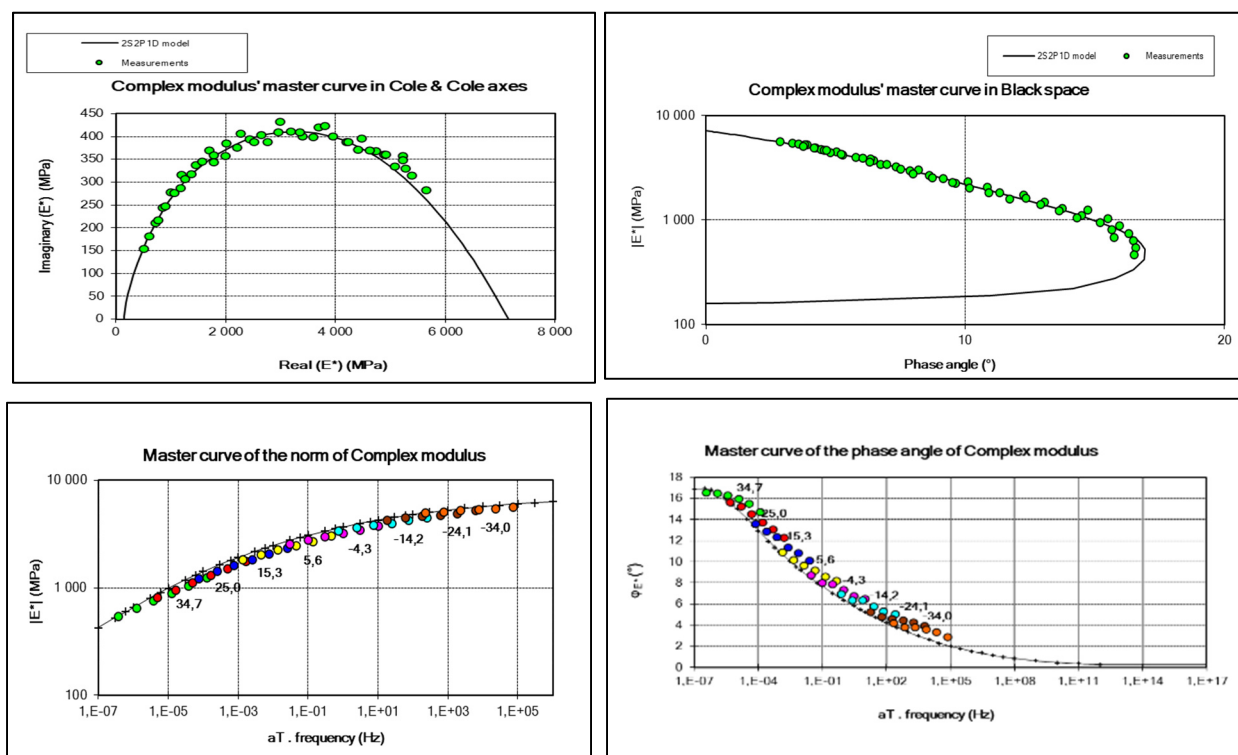 2S2P1D model
Measurements
Complex modulus' master curve in Cole & Cole axes
Imaginary (E*) (MPa)
450
400
350
300
250
200
150
100
50
0
0
2 000
4 000
6 000
8 000
Real (E*) (MPa)
2S2P1D model
Measurements
Complex modulus' master curve in Black space
|E*| (MPa)
10 000
1 000
100
0
10
20
Phase angle (°)
Master curve of the norm of Complex modulus
|E*| (MPa)
10 000
1 000
100
34,7
25,0
15,3
5,6
-4,3
-14,2
-24,1
-34,0
1,E-07
1,E-05
1,E-03
1,E-01
1,E+01
1,E+03
1,E+05
aT . frequency (Hz)
Master curve of the phase angle of Complex modulus
φE*(°)
18
16
14
12
10
8
6
4
2
0
34,7
25,0
15,3
5,6
-4,3
-14,2
-24,1
-34,0
1,E-07
1,E-04
1,E-01
1,E+02
1,E+05
1,E+08
1,E+11
1,E+14
1,E+17
aT . frequency (Hz)